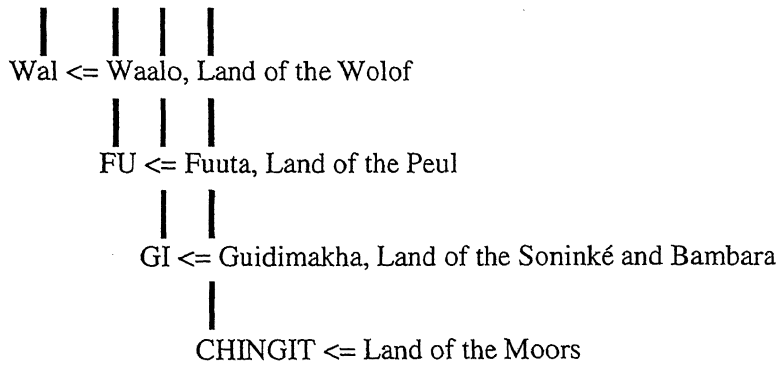 Wal <= Waalo, Land of the Wolof
FU <= Fuuta, Land of the Peul
GI <= Guidimakha, Land of the Soninké and Bambara
CHINGIT <= Land of the Moors